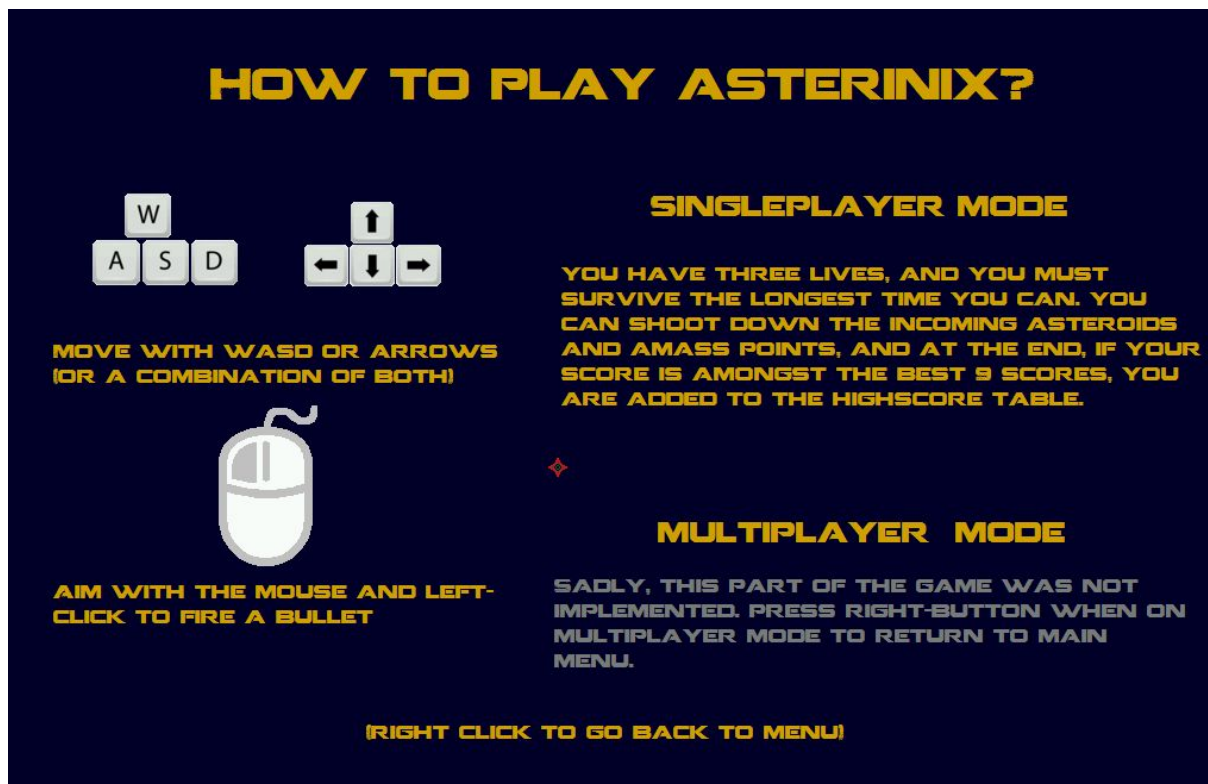 HOW TO PLAY ASTERINIX?
W
A S D
MOVE WITH WASD OR ARROWS
(OR A COMBINATION OF BOTH)
AIM WITH THE MOUSE AND LEFT-
CLICK TO FIRE A BULLET
SINGLEPLAYER MODE
YOU HAVE THREE LIVES, AND YOU MUST
SURVIVE THE LONGEST TIME YOU CAN. YOU
CAN SHOOT DOWN THE INCOMING ASTEROIDS
AND AMASS POINTS, AND AT THE END, IF YOUR
SCORE IS AMONGST THE BEST 9 SCORES, YOU
ARE ADDED TO THE HIGHSCORE TABLE.
MULTIPLAYER MODE
SADLY, THIS PART OF THE GAME WAS NOT
IMPLEMENTED. PRESS RIGHT-BUTTON WHEN ON
MULTIPLAYER MODE TO RETURN TO MAIN
MENU.
(RIGHT CLICK TO GO BACK TO MENU)